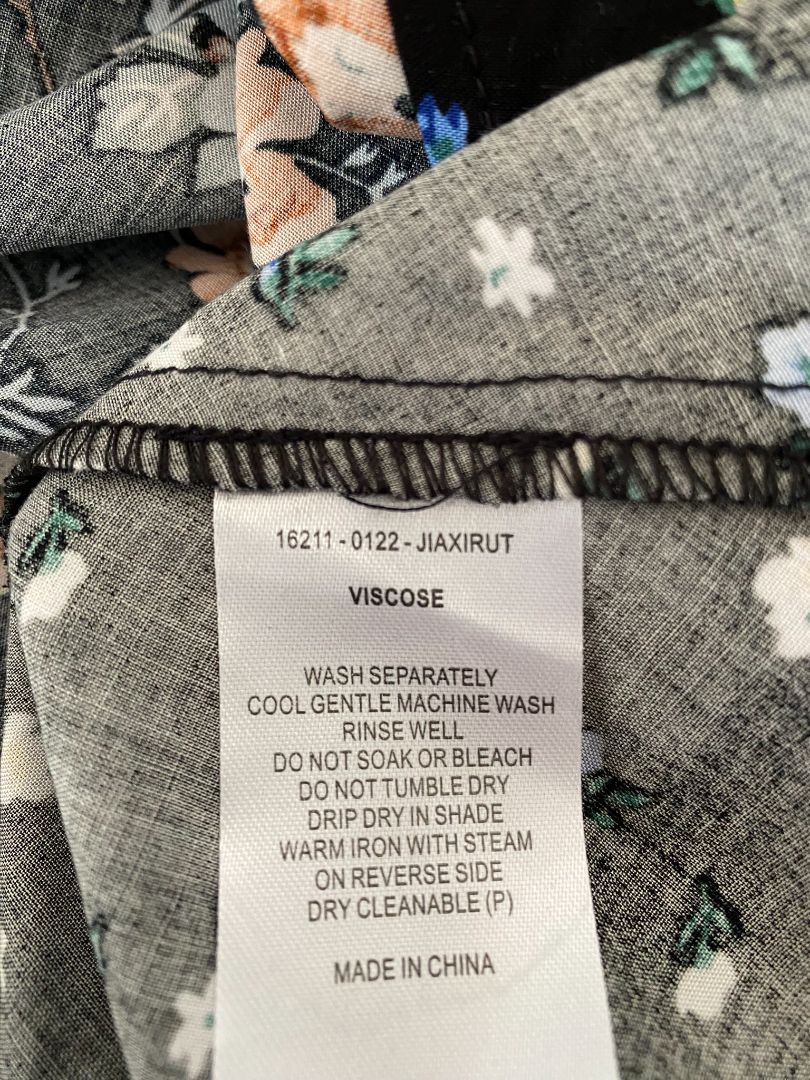 16211 - 0122 - JIAXIRUT
VISCOSE
WASH SEPARATELY
COOL GENTLE MACHINE WASH
RINSE WELL
DO NOT SOAK OR BLEACH
DO NOT TUMBLE DRY
DRIP DRY IN SHADE
WARM IRON WITH STEAM
ON REVERSE SIDE
DRY CLEANABLE (P)
MADE IN CHINA